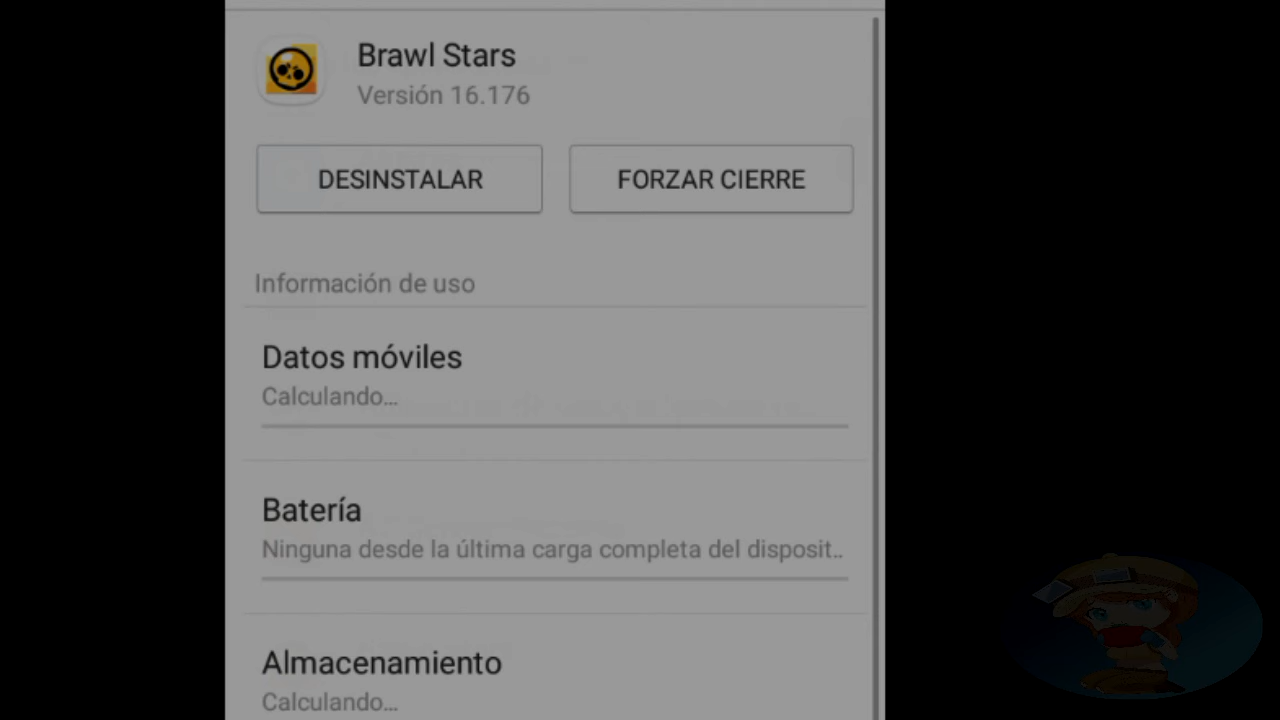 Brawl Stars
Versión 16.176
DESINSTALAR
FORZAR CIERRE
Información de uso
Datos móviles
Calculando...
Batería
Ninguna desde la última carga completa del disposit..
Almacenamiento
Calculando...